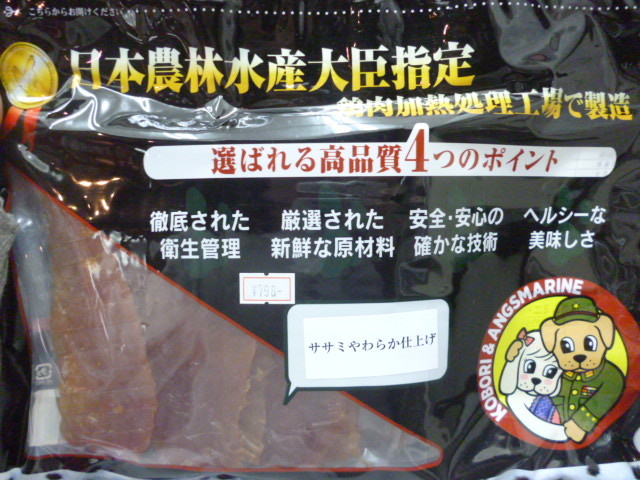 こちらからお開けください
日本農林水産大臣指定
鶏肉加熱処理工場で製造
選ばれる高品質4つのポイント
徹底された
衛生管理
厳選された
新鮮な原材料
安全・安心の
確かな技術
ヘルシーな
美味しさ
¥798-
ササミやわらか仕上げ
KOBORI & ANGSMARINE